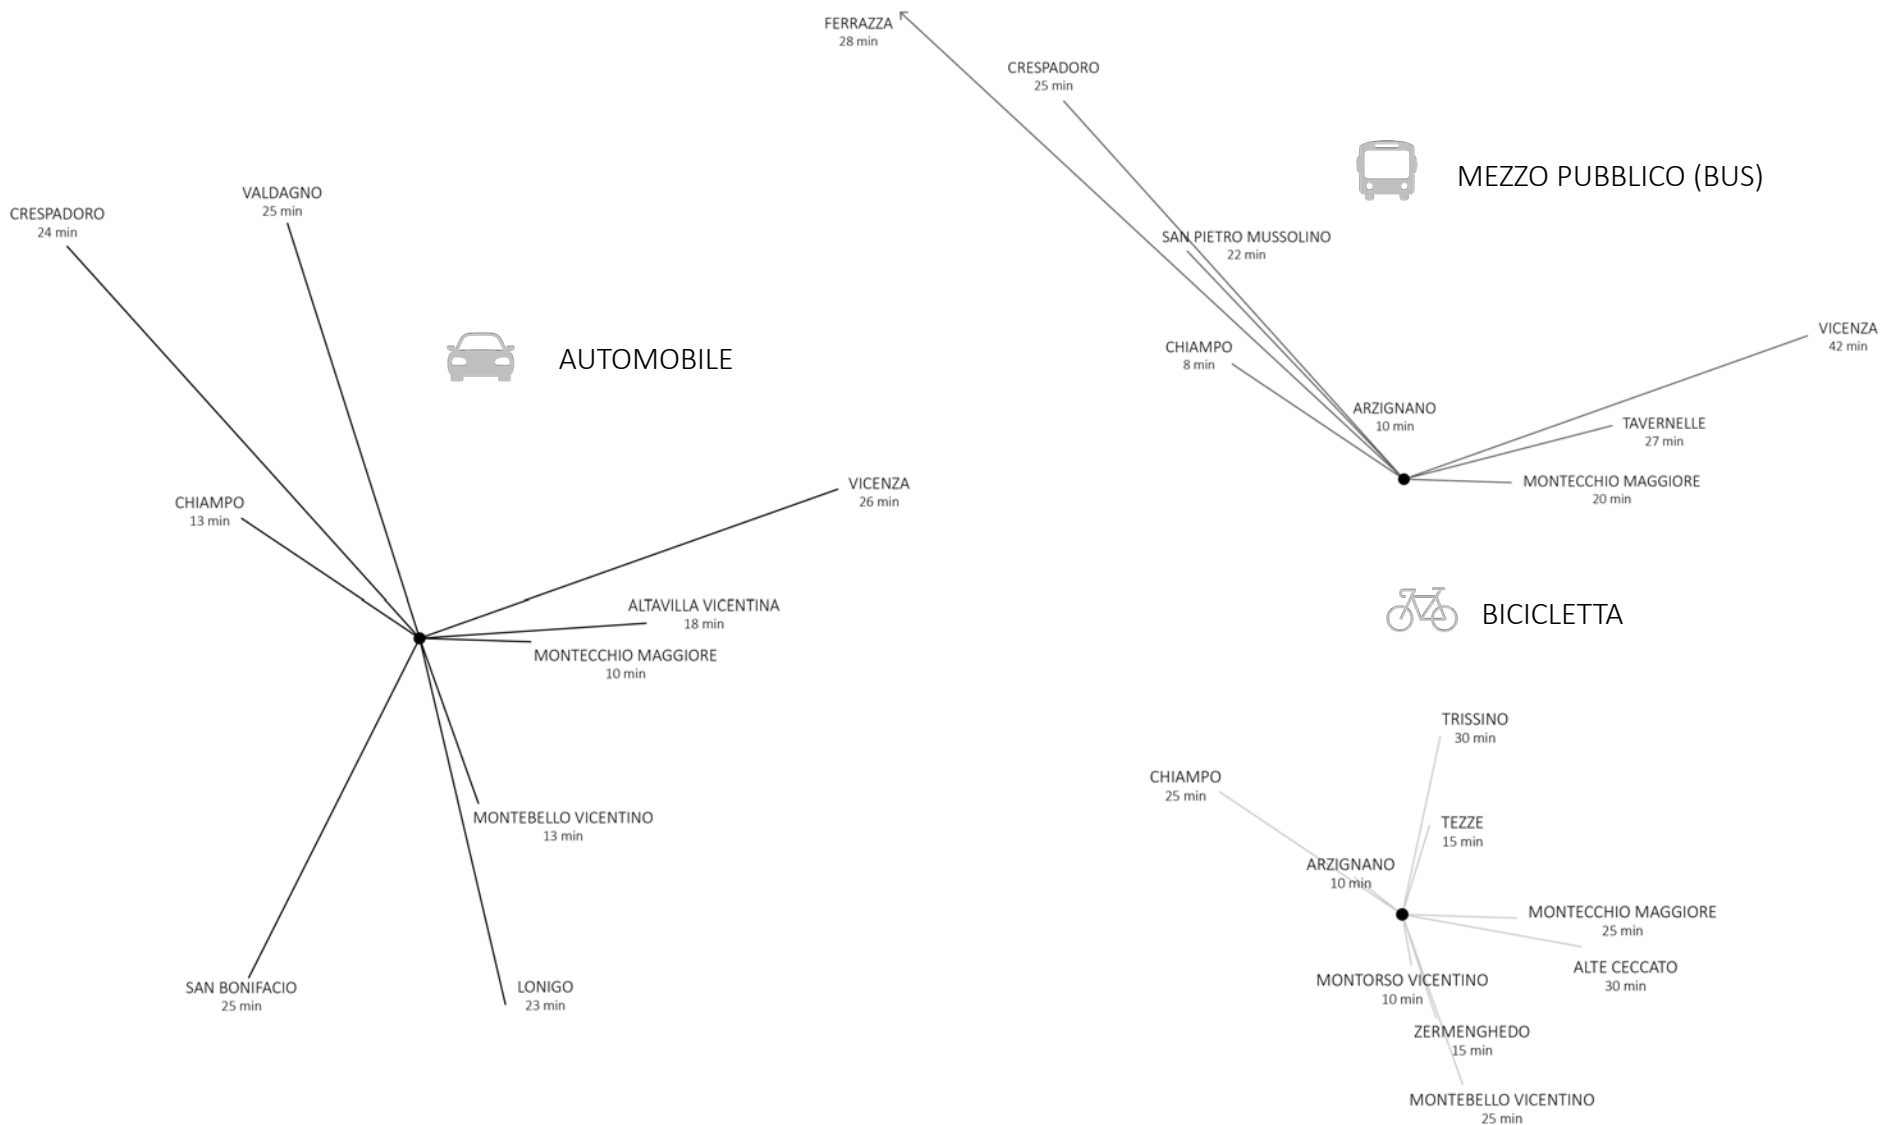 AUTOMOBILE
CRESPADORO
24 min
VALDAGNO
25 min
CHIAMPO
13 min
VICENZA
26 min
ALTAVILLA VICENTINA
18 min
MONTECCHIO MAGGIORE
10 min
MONTEBELLO VICENTINO
13 min
SAN BONIFACIO
25 min
LONIGO
23 min
MEZZO PUBBLICO (BUS)
FERRAZZA
28 min
CRESPADORO
25 min
SAN PIETRO MUSSOLINO
22 min
CHIAMPO
8 min
ARZIGNANO
10 min
VICENZA
42 min
TAVERNELLE
27 min
MONTECCHIO MAGGIORE
20 min
BICICLETTA
TRISSINO
30 min
CHIAMPO
25 min
TEZZE
15 min
ARZIGNANO
10 min
MONTECCHIO MAGGIORE
25 min
ALTE CECCATO
30 min
MONTORSO VICENTINO
10 min
ZERMENGHEDO
15 min
MONTEBELLO VICENTINO
25 min